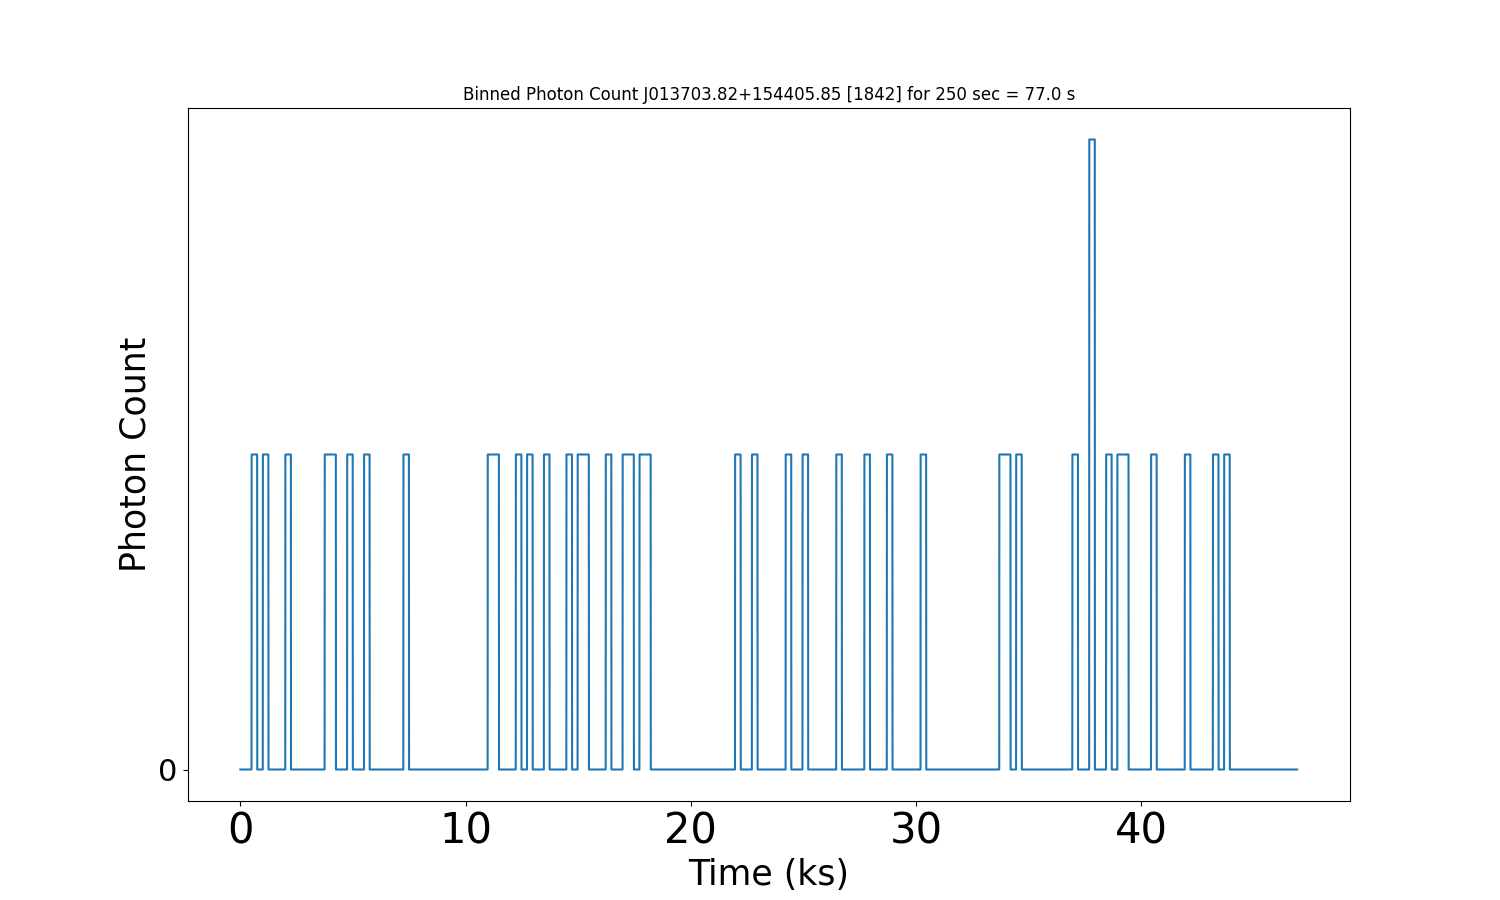 Binned Photon Count J013703.82+154405.85 [1842] for 250 sec = 77.0 s
Photon Count
0
0 10 20 30 40
Time (ks)